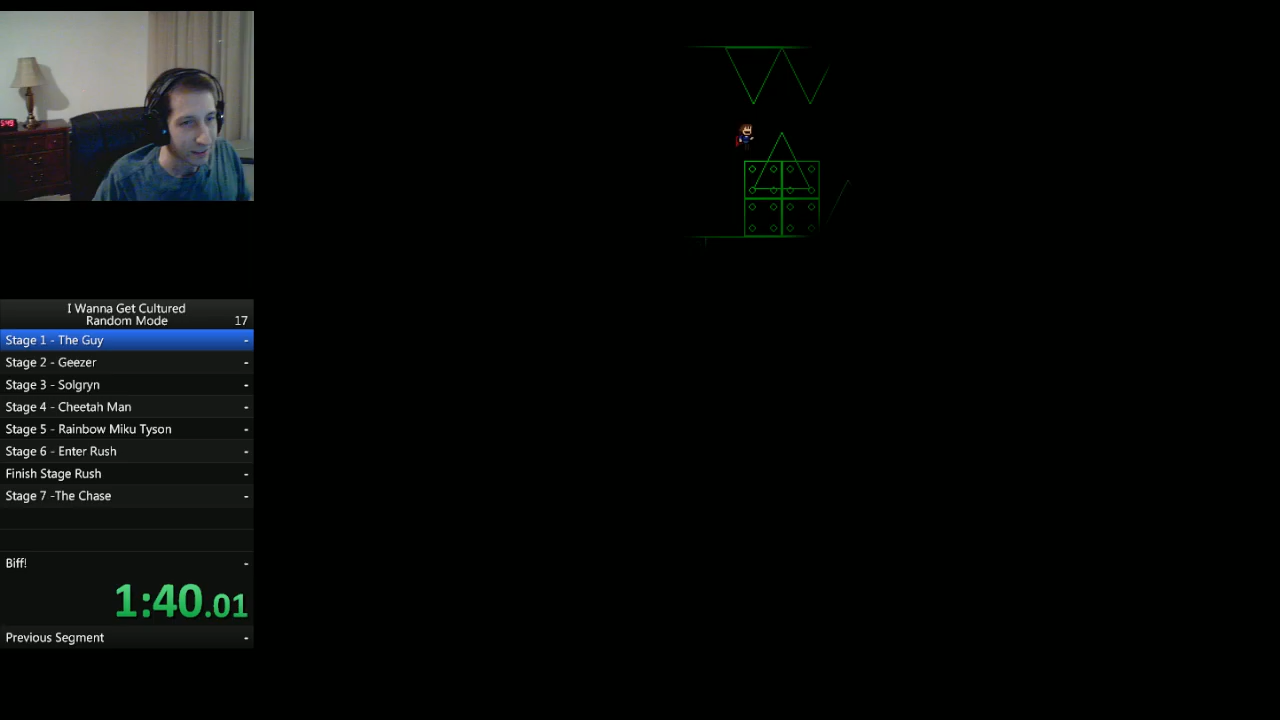 5:49
I Wanna Get Cultured
Random Mode 17
Stage 1 - The Guy -
Stage 2 - Geezer -
Stage 3 - Solgryn -
Stage 4 - Cheetah Man -
Stage 5 - Rainbow Miku Tyson -
Stage 6 - Enter Rush -
Finish Stage Rush -
Stage 7 -The Chase -
Biff! -
1:40.01
Previous Segment -